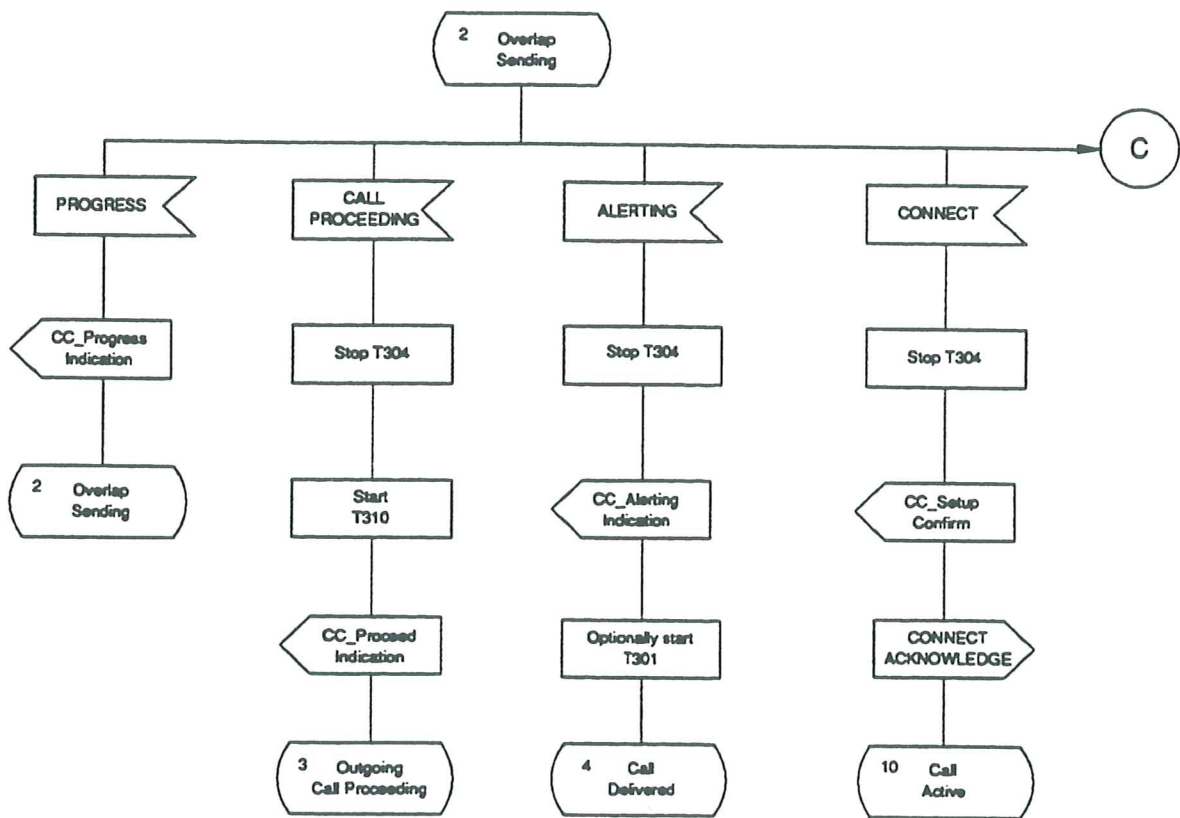 2 Overlap
Sending
C
PROGRESS
CALL
PROCEEDING
ALERTING
CONNECT
CC_Progress
Indication
Stop T304
Stop T304
Stop T304
2 Overlap
Sending
Start
T310
CC_Alerting
Indication
CC_Setup
Confirm
CC_Proceed
Indication
Optionally start
T301
CONNECT
ACKNOWLEDGE
3 Outgoing
Call Proceeding
4 Call
Delivered
10 Call
Active